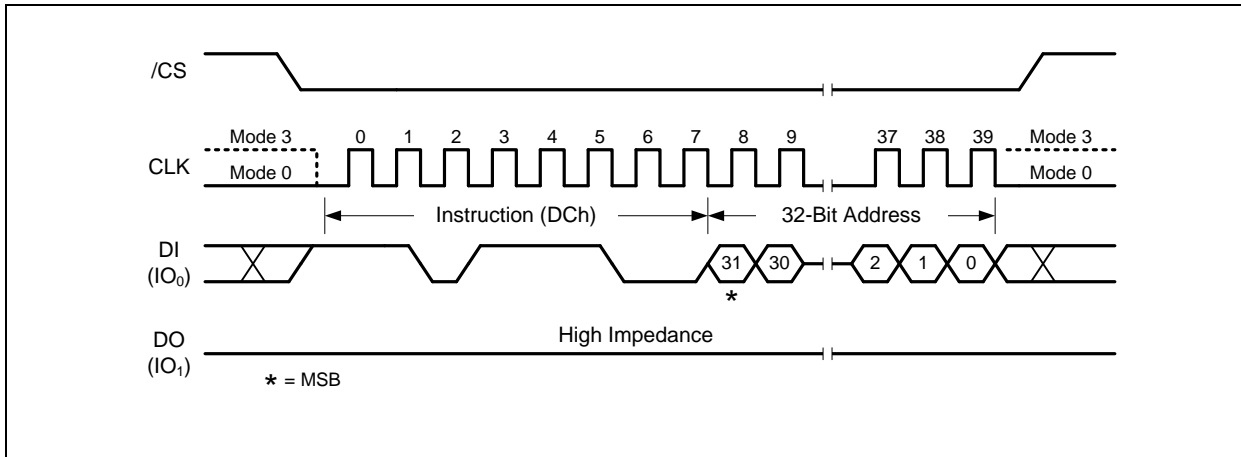 /CS
Mode 3 0 1 2 3 4 5 6 7 8 9 37 38 39 Mode 3
CLK Mode 0 Mode 0
Instruction (DCh) 32-Bit Address
DI
(IO₀) 31 30 2 1 0
*
High Impedance
DO
(IO₁)
* = MSB